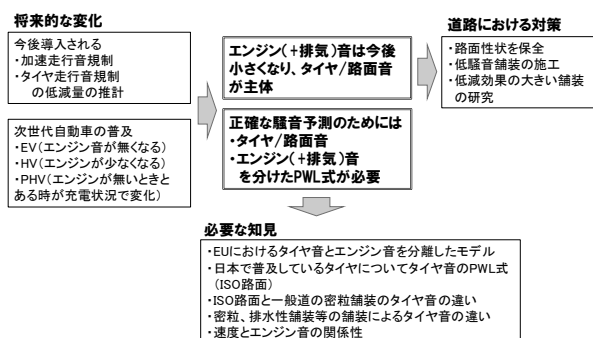 将来的な変化
今後導入される
・加速走行音規制
・タイヤ走行音規制
の低減量の推計
次世代自動車の普及
・EV(エンジン音が無くなる)
・HV(エンジンが少なくなる)
・PHV(エンジンが無いときと
ある時が充電状況で変化)
エンジン(+排気)音は今後
小さくなり、タイヤ/路面音
が主体
正確な騒音予測のためには
・タイヤ/路面音
・エンジン(+排気)音
を分けたPWL式が必要
道路における対策
・路面性状を保全
・低騒音舗装の施工
・低減効果の大きい舗装
の研究
必要な知見
・EUにおけるタイヤ音とエンジン音を分離したモデル
・日本で普及しているタイヤについてタイヤ音のPWL式
(ISO路面)
・ISO路面と一般道の密粒舗装のタイヤ音の違い
・密粒、排水性舗装等の舗装によるタイヤ音の違い
・速度とエンジン音の関係性